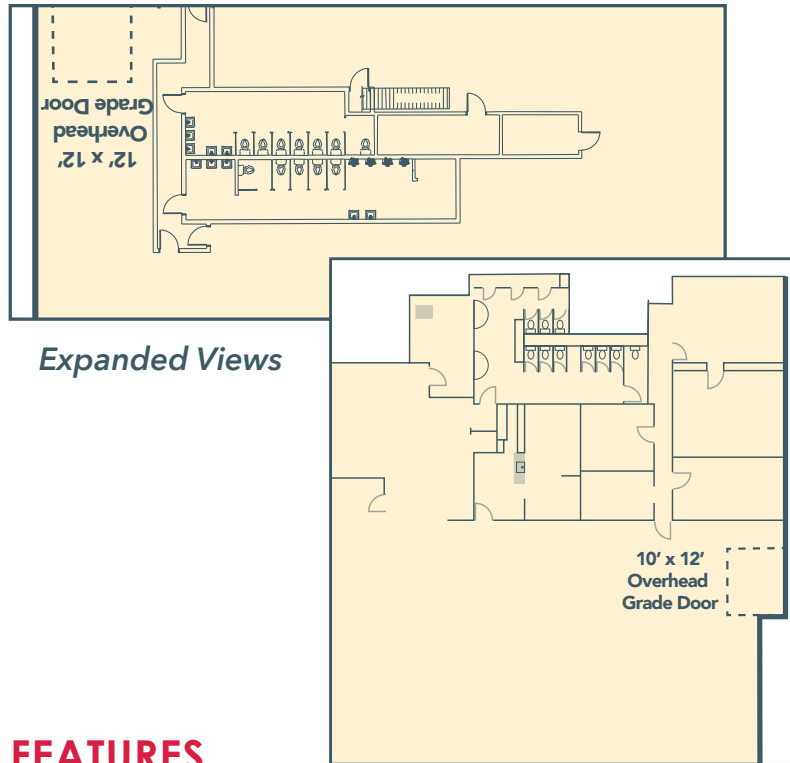 12' x 12'
Overhead
Grade Door
Expanded Views
10' x 12'
Overhead
Grade Door
FEATURES